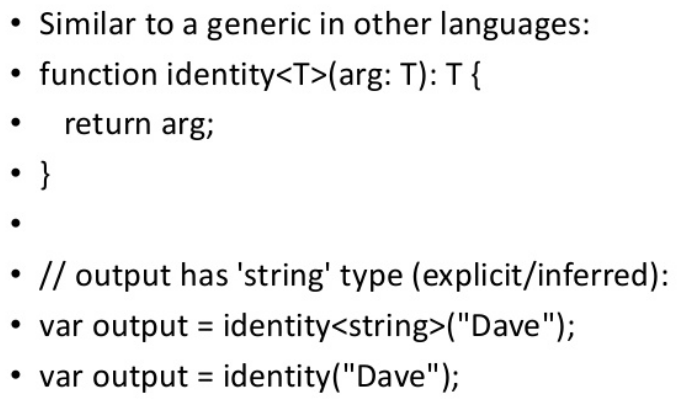 • Similar to a generic in other languages:
• function identity<T>(arg: T): T {
•   return arg;
• }
•
• // output has 'string' type (explicit/inferred):
• var output = identity<string>("Dave");
• var output = identity("Dave");